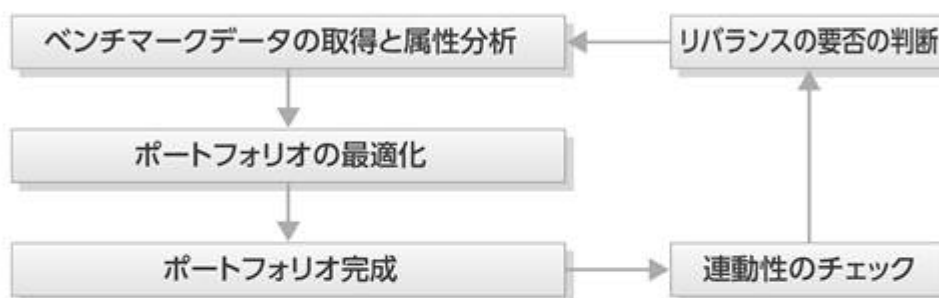 ベンチマークデータの取得と属性分析
リバランスの要否の判断
ポートフォリオの最適化
ポートフォリオ完成
連動性のチェック